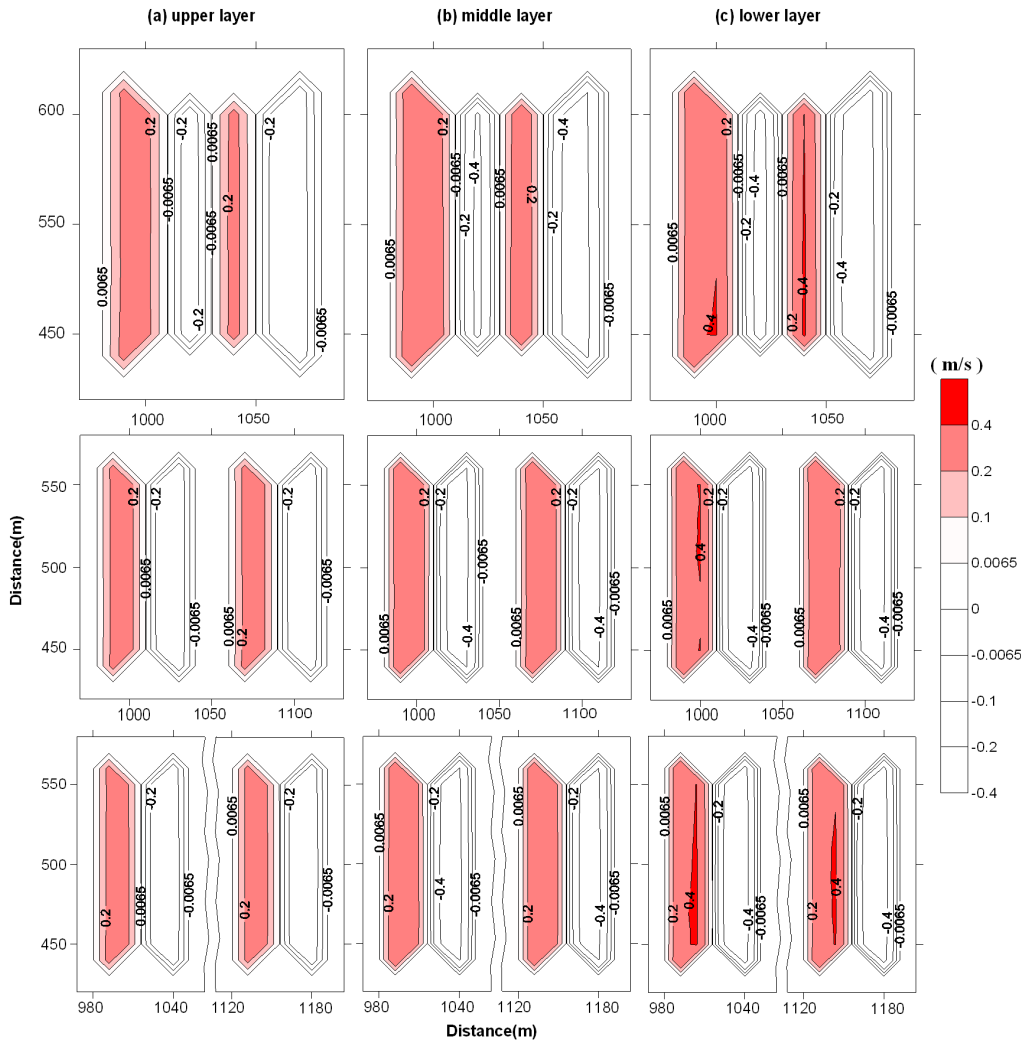 (a) upper layer (b) middle layer (c) lower layer
600
550
450
0.2 -0.2 0.0065 -0.2
-0.0065 -0.0065 0.2
0.0065 -0.2 -0.0065
0.2 -0.0065 -0.4 -0.4
0.0065 -0.2 0.0065 0.2 -0.2 -0.0065
0.2 -0.0065 -0.4 0.0065 -0.2
0.0065 -0.2 -0.4
0.4 0.2 0.4 -0.0065
1000 1050 1000 1050 1000 1050
( m/s )
0.4
0.2
0.1
0.0065
0
-0.0065
-0.1
-0.2
-0.4
Distance(m)
550
500
450
0.2 -0.2 -0.2
0.0065 -0.0065 0.0065 0.2 -0.0065
0.2 -0.2 0.2 -0.2
0.0065 -0.4 -0.0065 0.0065 -0.4 -0.0065
0.2 -0.2 0.2 -0.2
0.4
0.0065 -0.4 -0.0065 0.0065 -0.4 -0.0065
1000 1050 1100 1000 1050 1100 1000 1050 1100
550
500
450
-0.2 0.0065 -0.2
0.2 0.0065 -0.0065 0.2 -0.0065
0.0065 -0.2 0.0065 -0.2
0.2 -0.4 -0.0065 0.2 -0.4 -0.0065
0.0065 -0.2 0.0065 -0.2
0.2 0.4 -0.4 -0.0065 0.2 0.4 -0.4 -0.0065
980 1040 1120 1180 980 1040 1120 1180 980 1040 1120 1180
Distance(m)